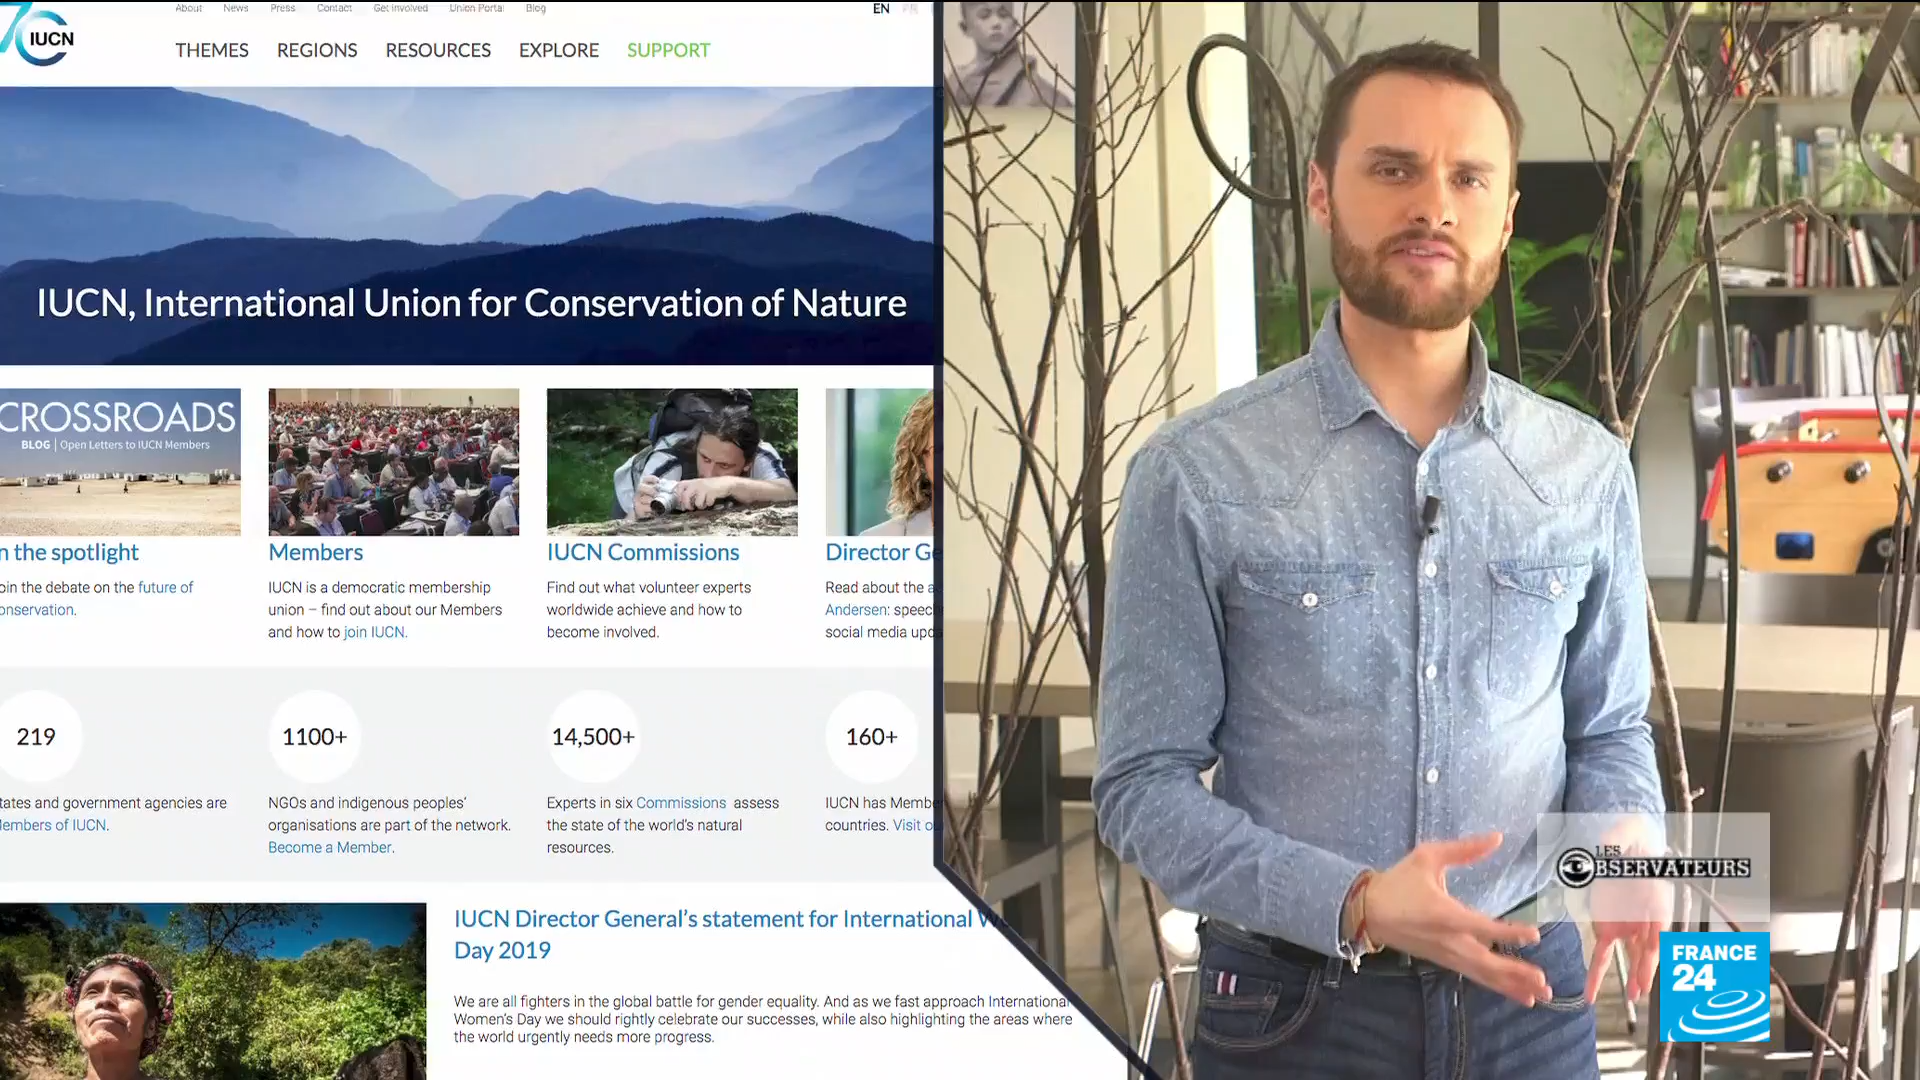 About News Press Contact Get involved Union Portal Blog
EN FR
IUCN
THEMES REGIONS RESOURCES EXPLORE SUPPORT
IUCN, International Union for Conservation of Nature
CROSSROADS
BLOG | Open Letters to IUCN Members
n the spotlight
oin the debate on the future of
onservation.
Members
IUCN is a democratic membership
union – find out about our Members
and how to join IUCN.
IUCN Commissions
Find out what volunteer experts
worldwide achieve and how to
become involved.
Director Ge
Read about the a
Andersen: speec
social media upda
219
tates and government agencies are
embers of IUCN.
1100+
NGOs and indigenous peoples'
organisations are part of the network.
Become a Member.
14,500+
Experts in six Commissions assess
the state of the world's natural
resources.
160+
IUCN has Membe
countries. Visit ou
IUCN Director General's statement for International W
Day 2019
We are all fighters in the global battle for gender equality. And as we fast approach International
Women's Day we should rightly celebrate our successes, while also highlighting the areas where
the world urgently needs more progress.
LES
OBSERVATEURS
FRANCE
24